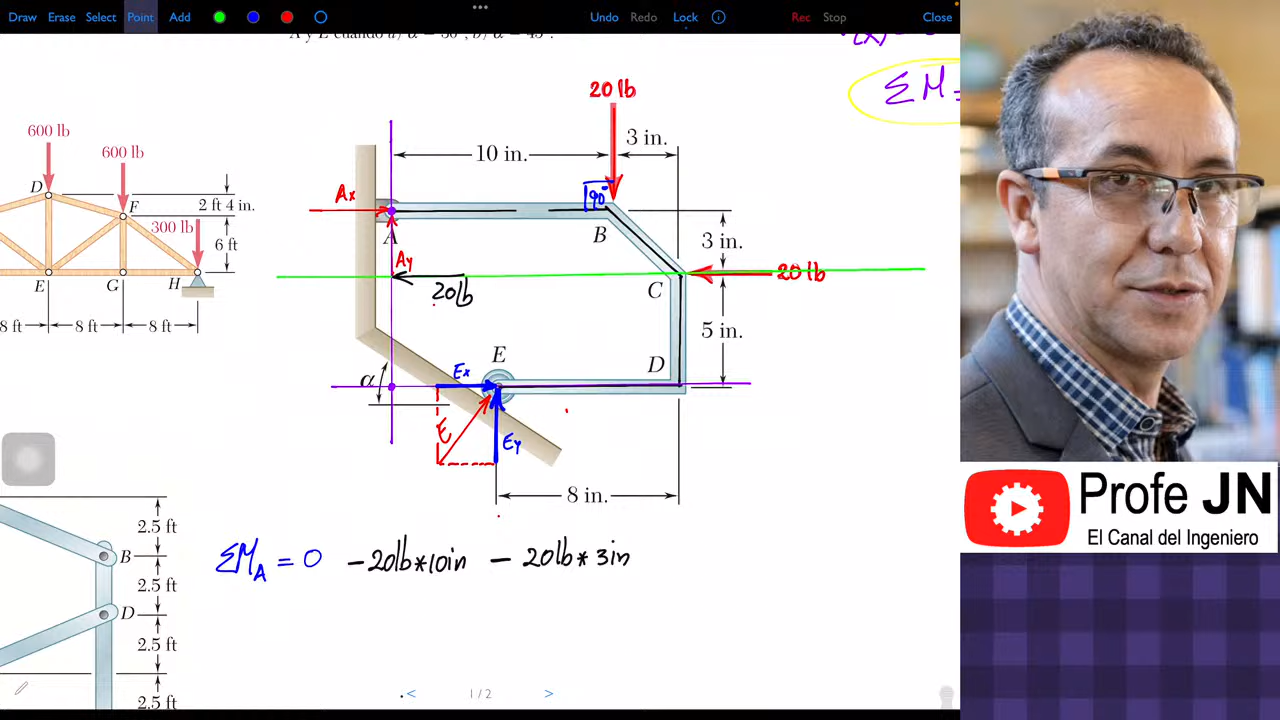 Draw Erase Select Point Add Undo Redo Lock Rec Stop Close
A y E cuando
ΣM=
20 lb
3 in.
10 in.
600 lb
600 lb
D
F
2 ft 4 in.
300 lb
6 ft
E G H
8 ft 8 ft 8 ft
Ax
90°
A
B
3 in.
Ay
20lb
C
20 lb
5 in.
E
D
α
Ex
E
Ey
8 in.
ΣM_A = 0 -20lb*10in - 20lb*3in
2.5 ft
B
2.5 ft
D
2.5 ft
2.5 ft
< 1 / 2 >
Profe JN
El Canal del Ingeniero